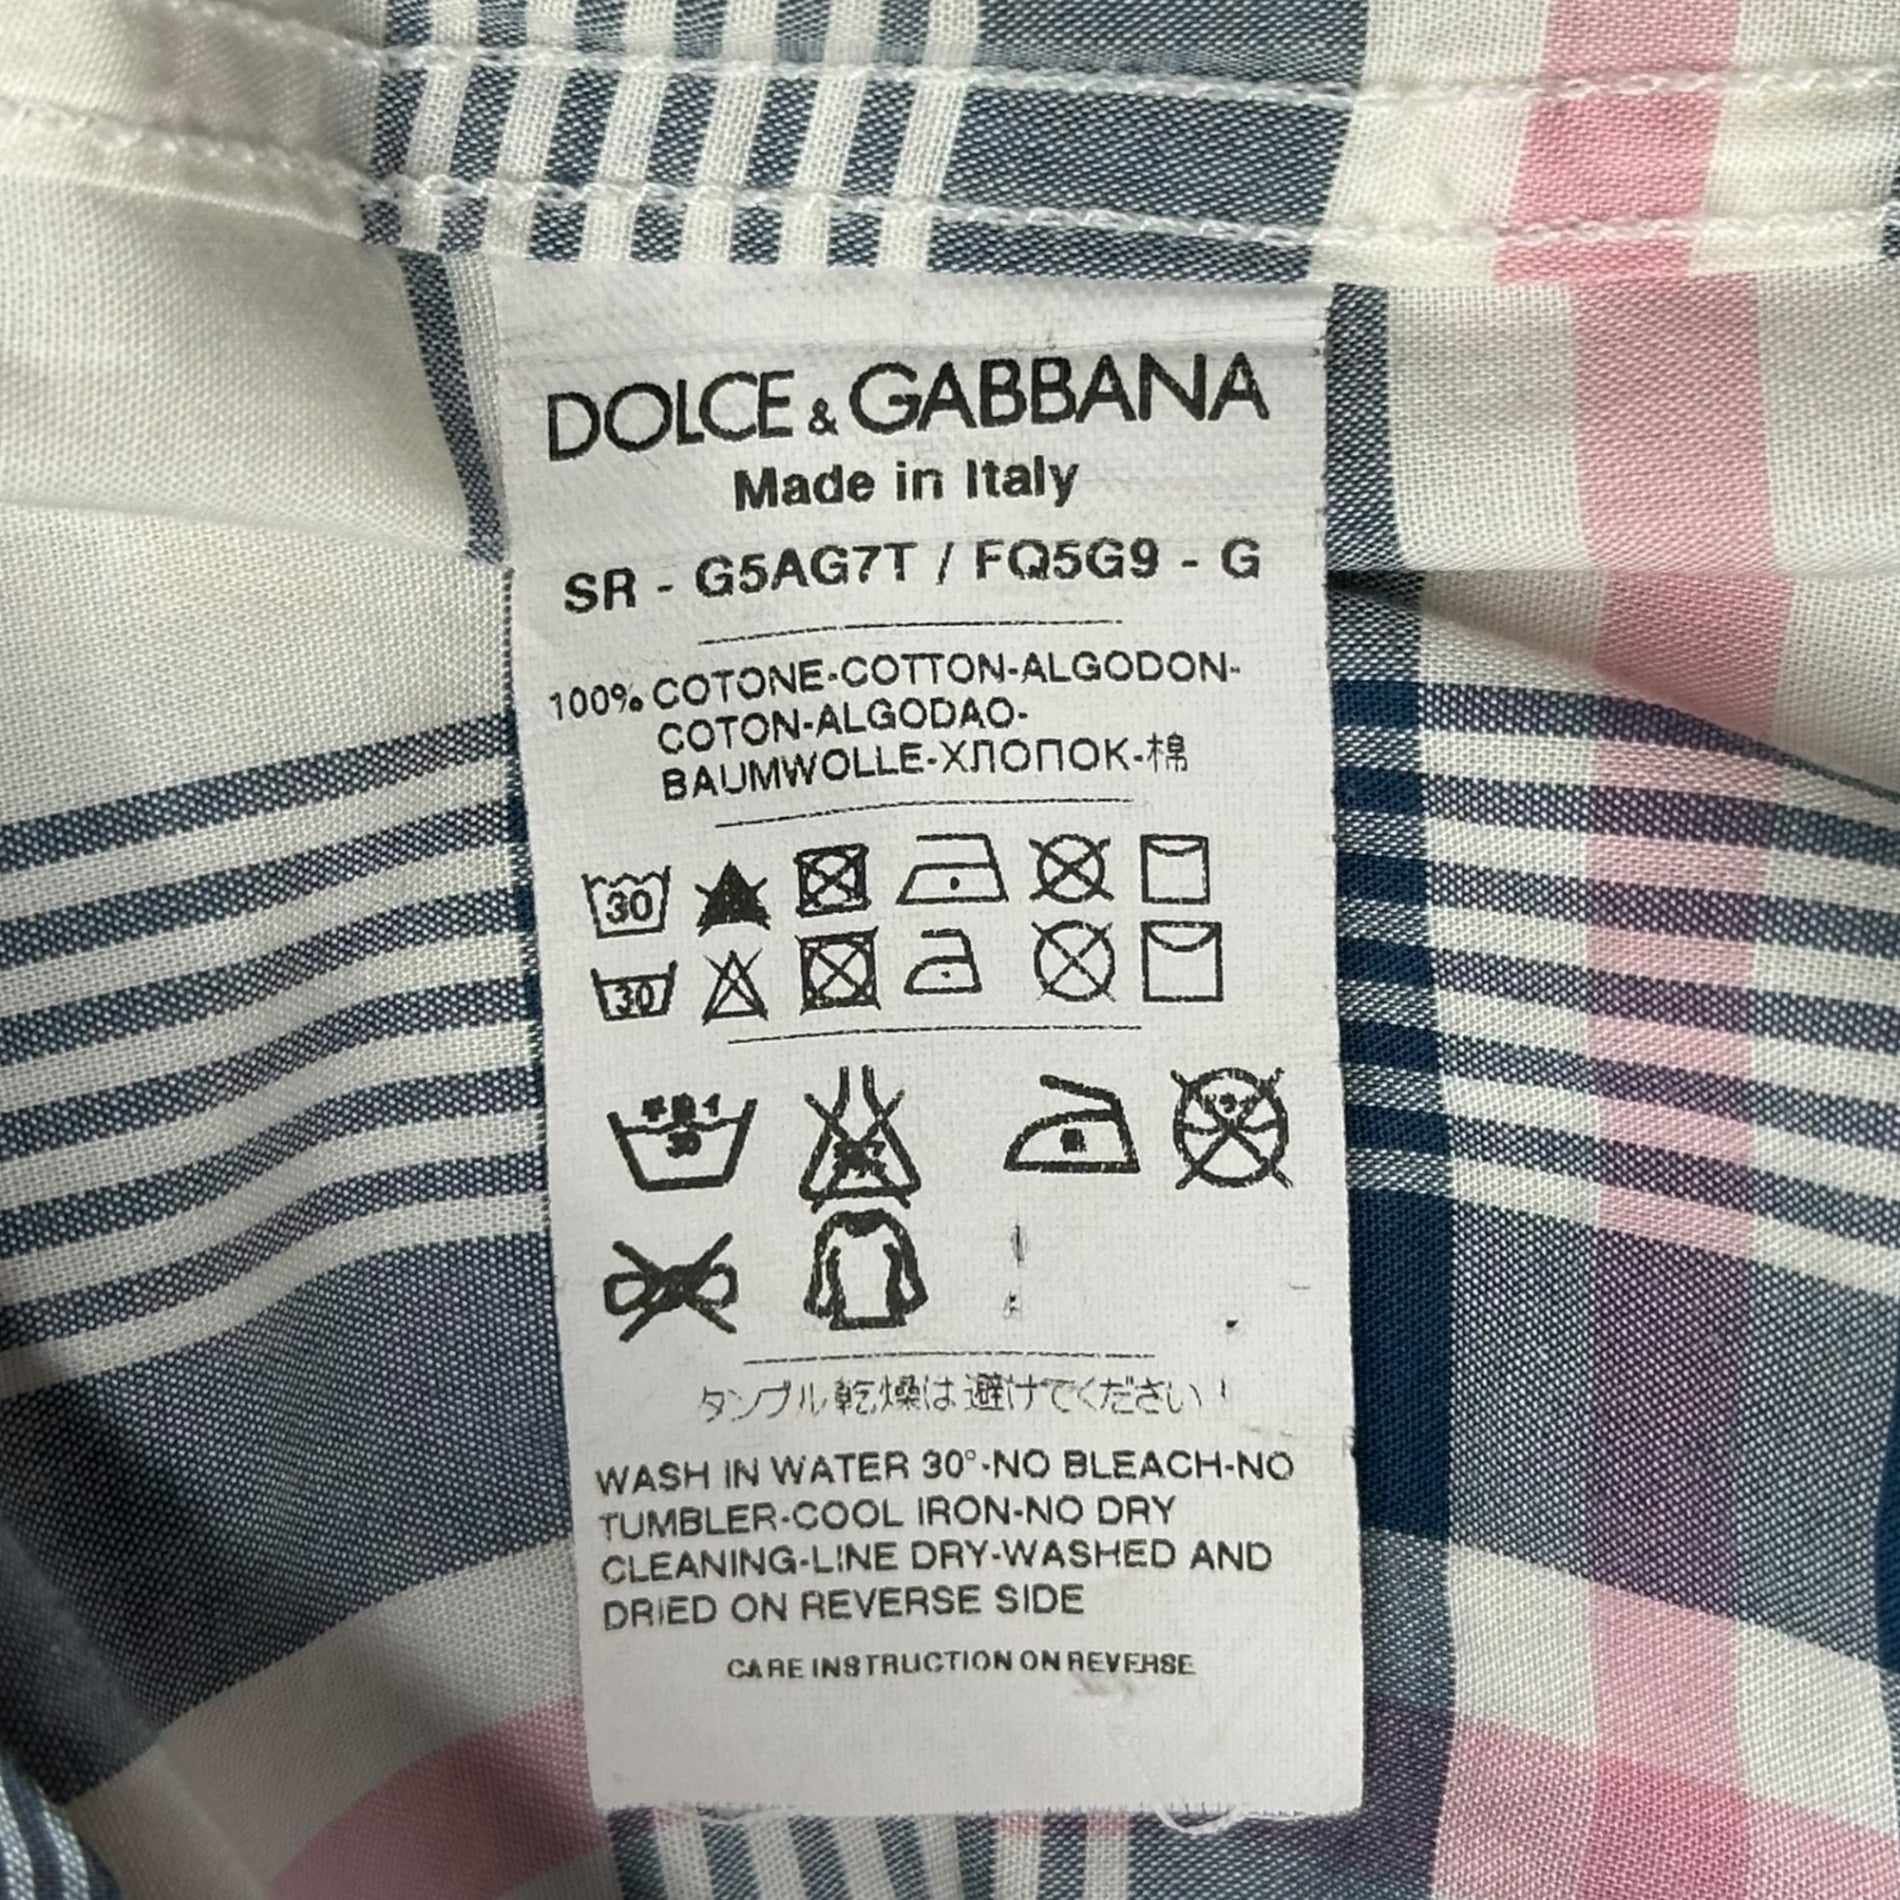 DOLCE & GABBANA
Made in Italy
SR - G5AG7T / FQ5G9 - G
100% COTONE-COTTON-ALGODON-
COTON-ALGODAO-
BAUMWOLLE-ХЛОПОК-棉
30
30
30
タンブル乾燥は避けてください
WASH IN WATER 30°-NO BLEACH-NO
TUMBLER-COOL IRON-NO DRY
CLEANING-LINE DRY-WASHED AND
DRIED ON REVERSE SIDE
CARE INSTRUCTION ON REVERSE